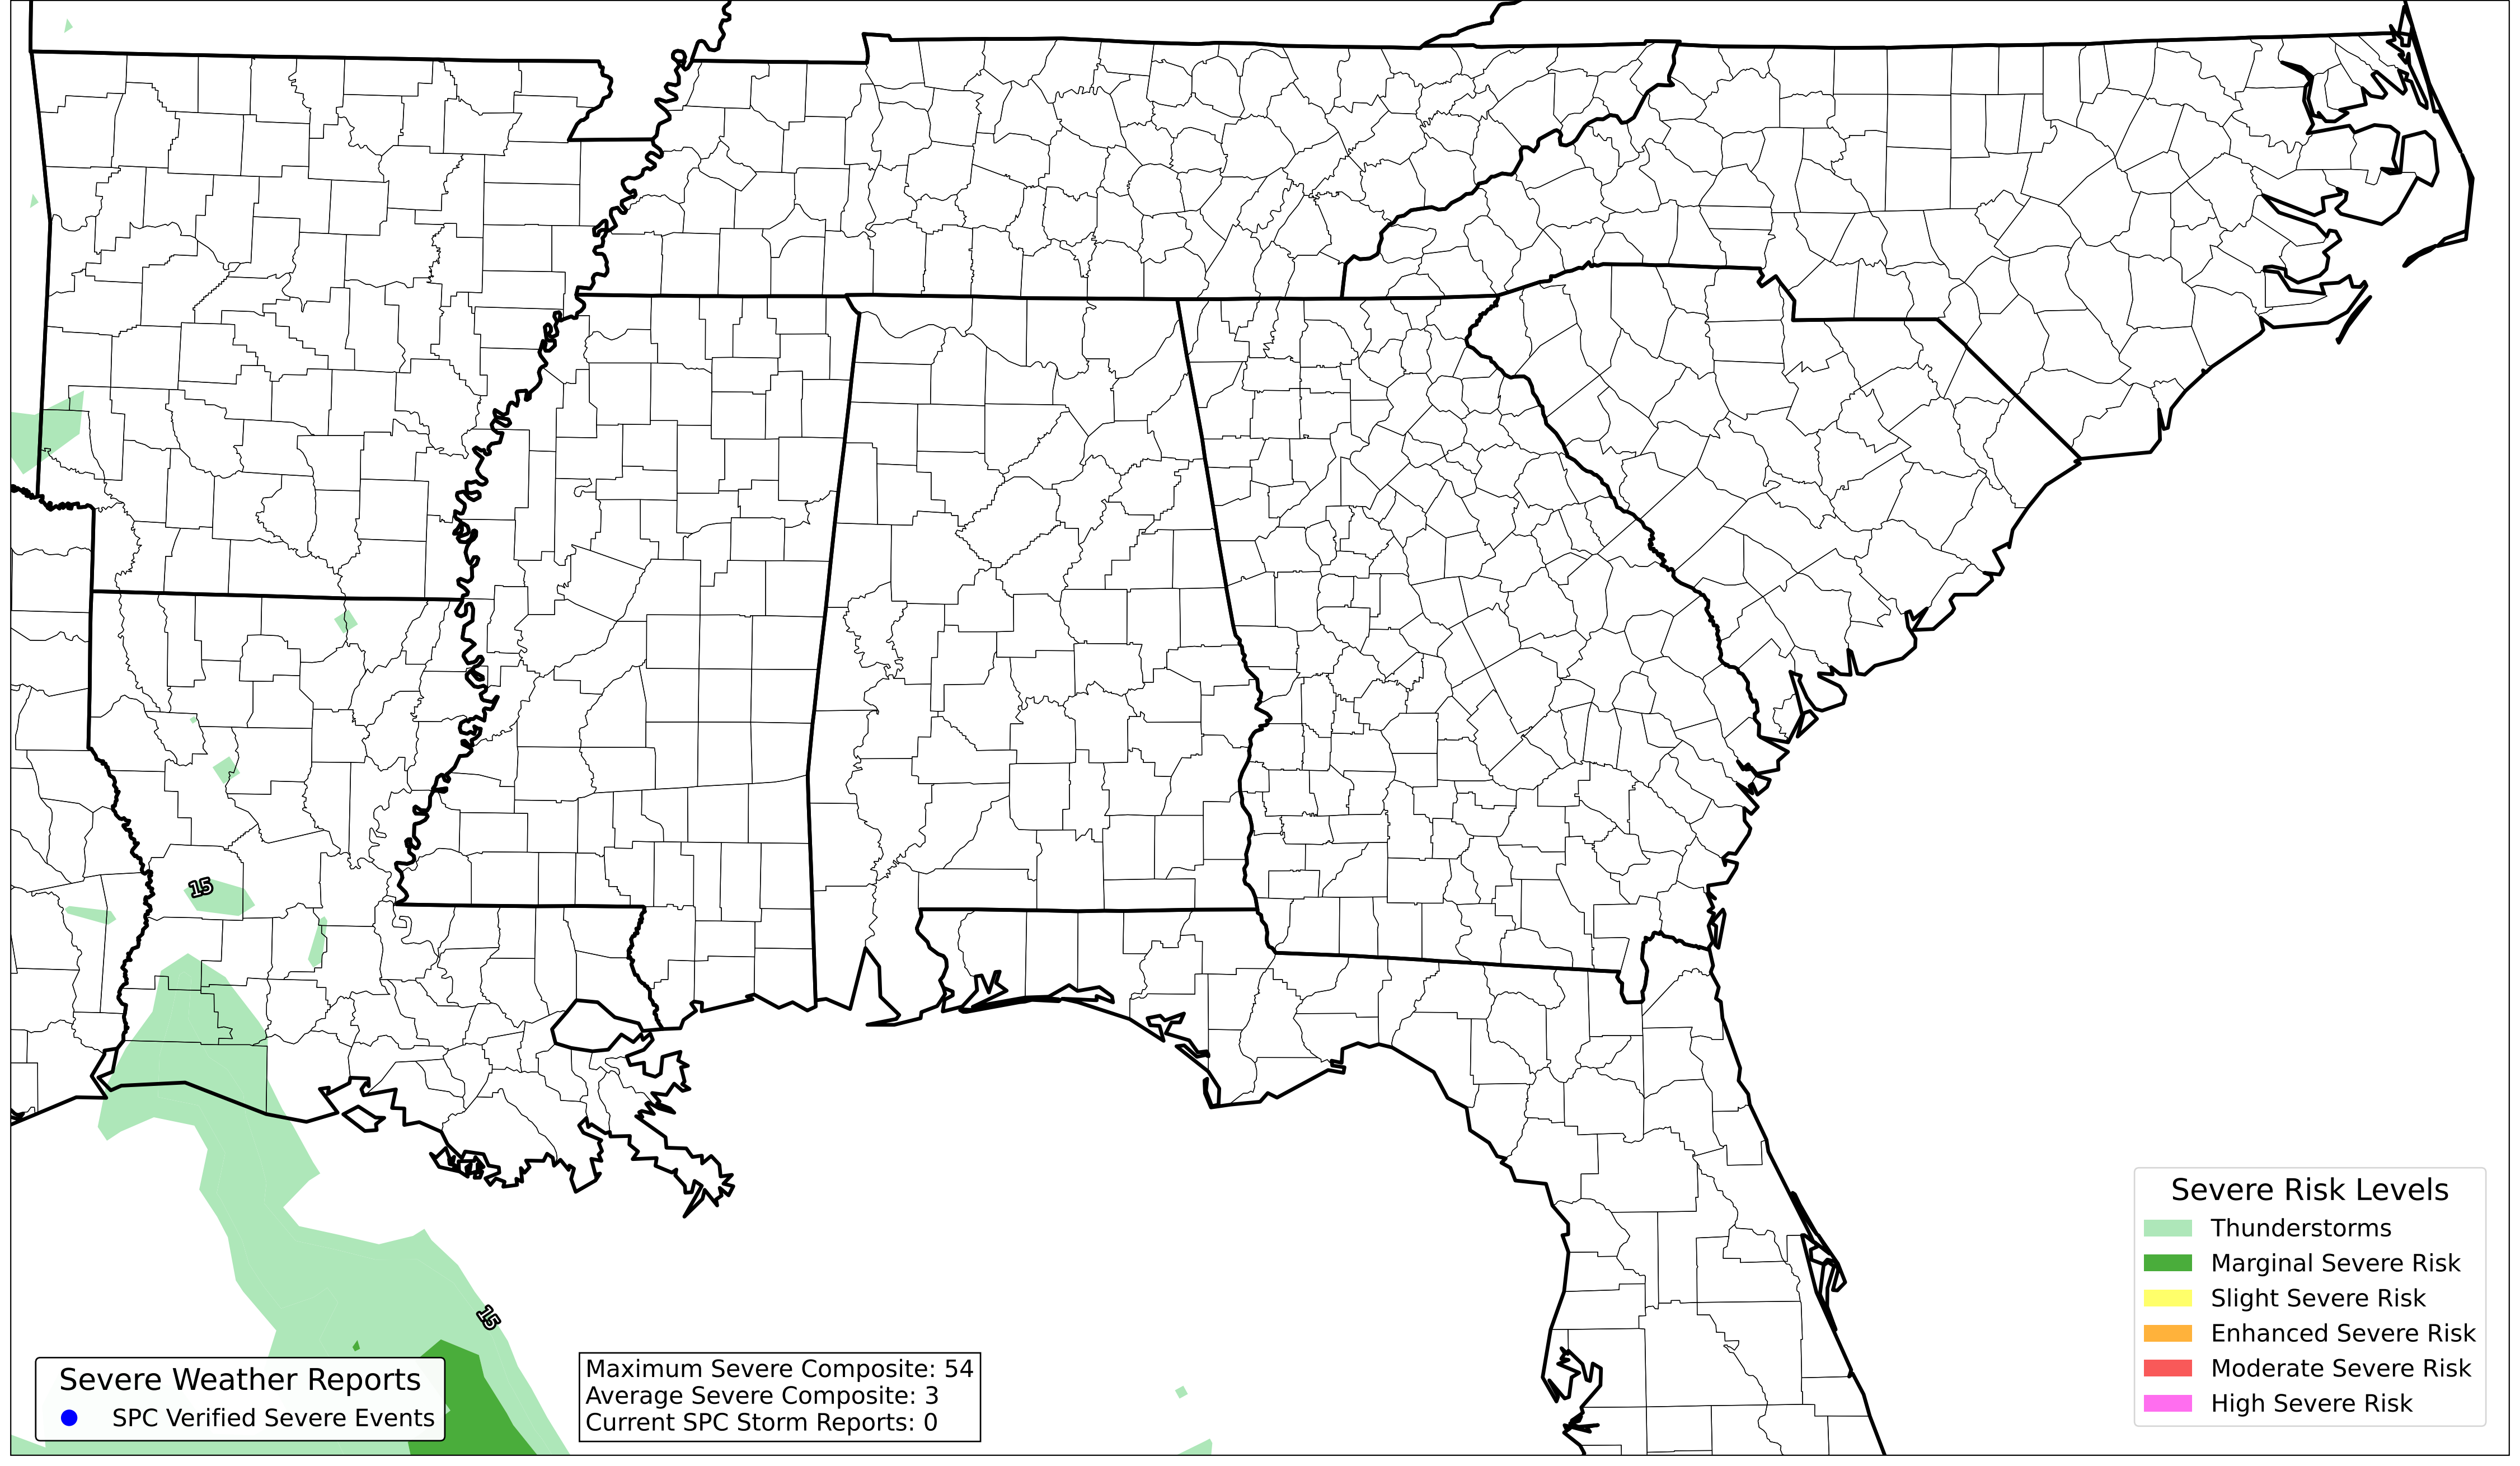 15
15
Severe Weather Reports
SPC Verified Severe Events
Maximum Severe Composite: 54
Average Severe Composite: 3
Current SPC Storm Reports: 0
Severe Risk Levels
Thunderstorms
Marginal Severe Risk
Slight Severe Risk
Enhanced Severe Risk
Moderate Severe Risk
High Severe Risk